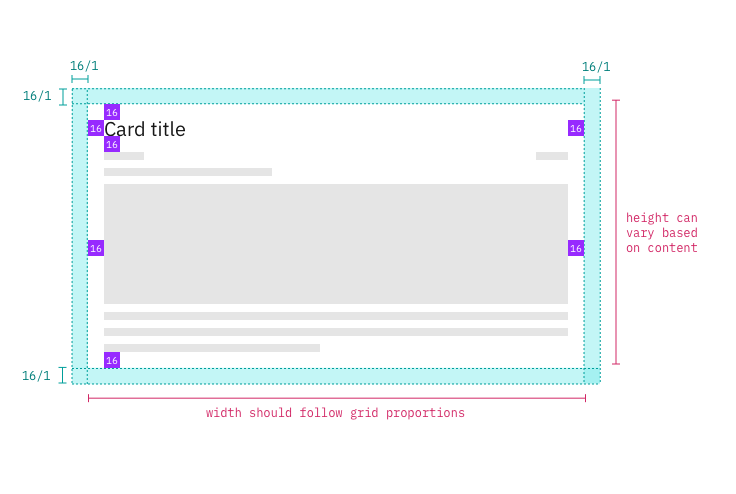 16/1
16/1
16/1
16
16
Card title
16
16
16
16
height can
vary based
on content
16
16/1
width should follow grid proportions